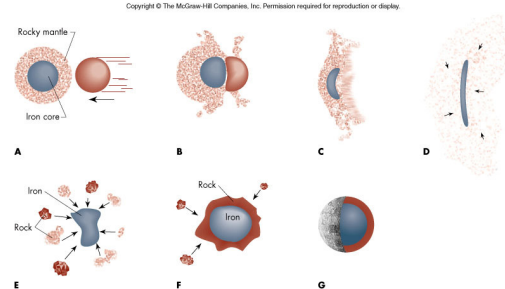 Copyright © The McGraw-Hill Companies, Inc. Permission required for reproduction or display.
Rocky mantle
Iron core
A
B
C
D
Iron
Rock
E
Rock
Iron
F
G